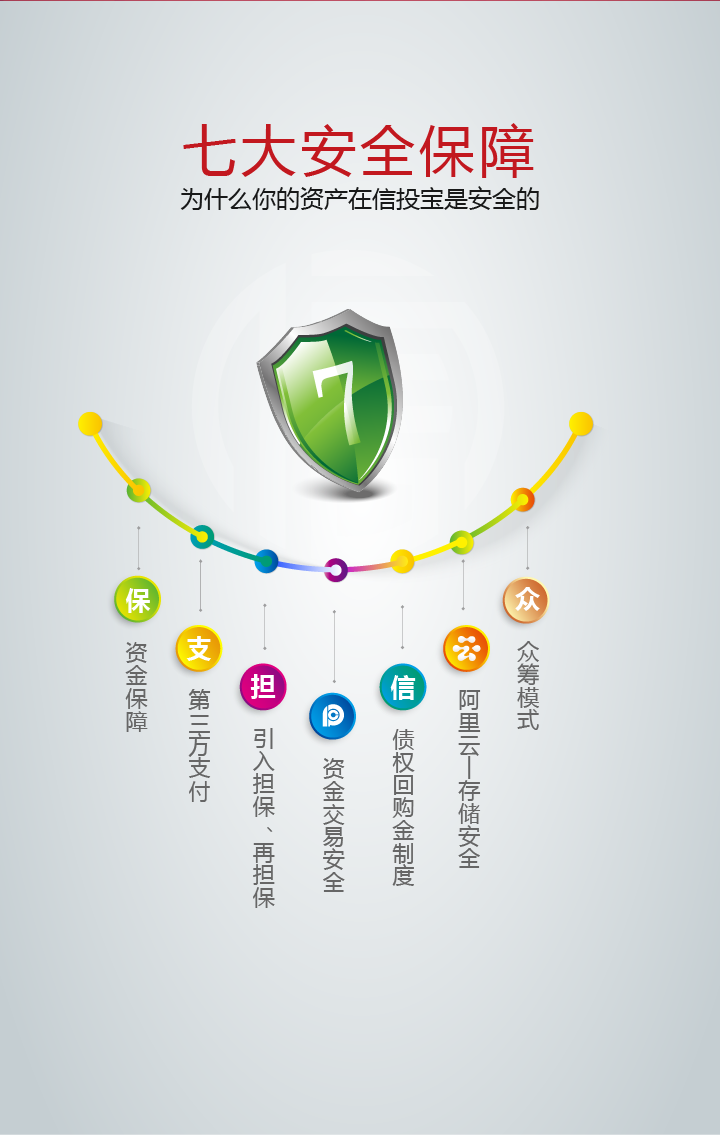 七大安全保障
为什么你的资产在信投宝是安全的
7
保
资金保障
支
第三方支付
担
引入担保、再担保
资金交易安全
信
债权回购金制度
云
阿里云—存储安全
众
众筹模式